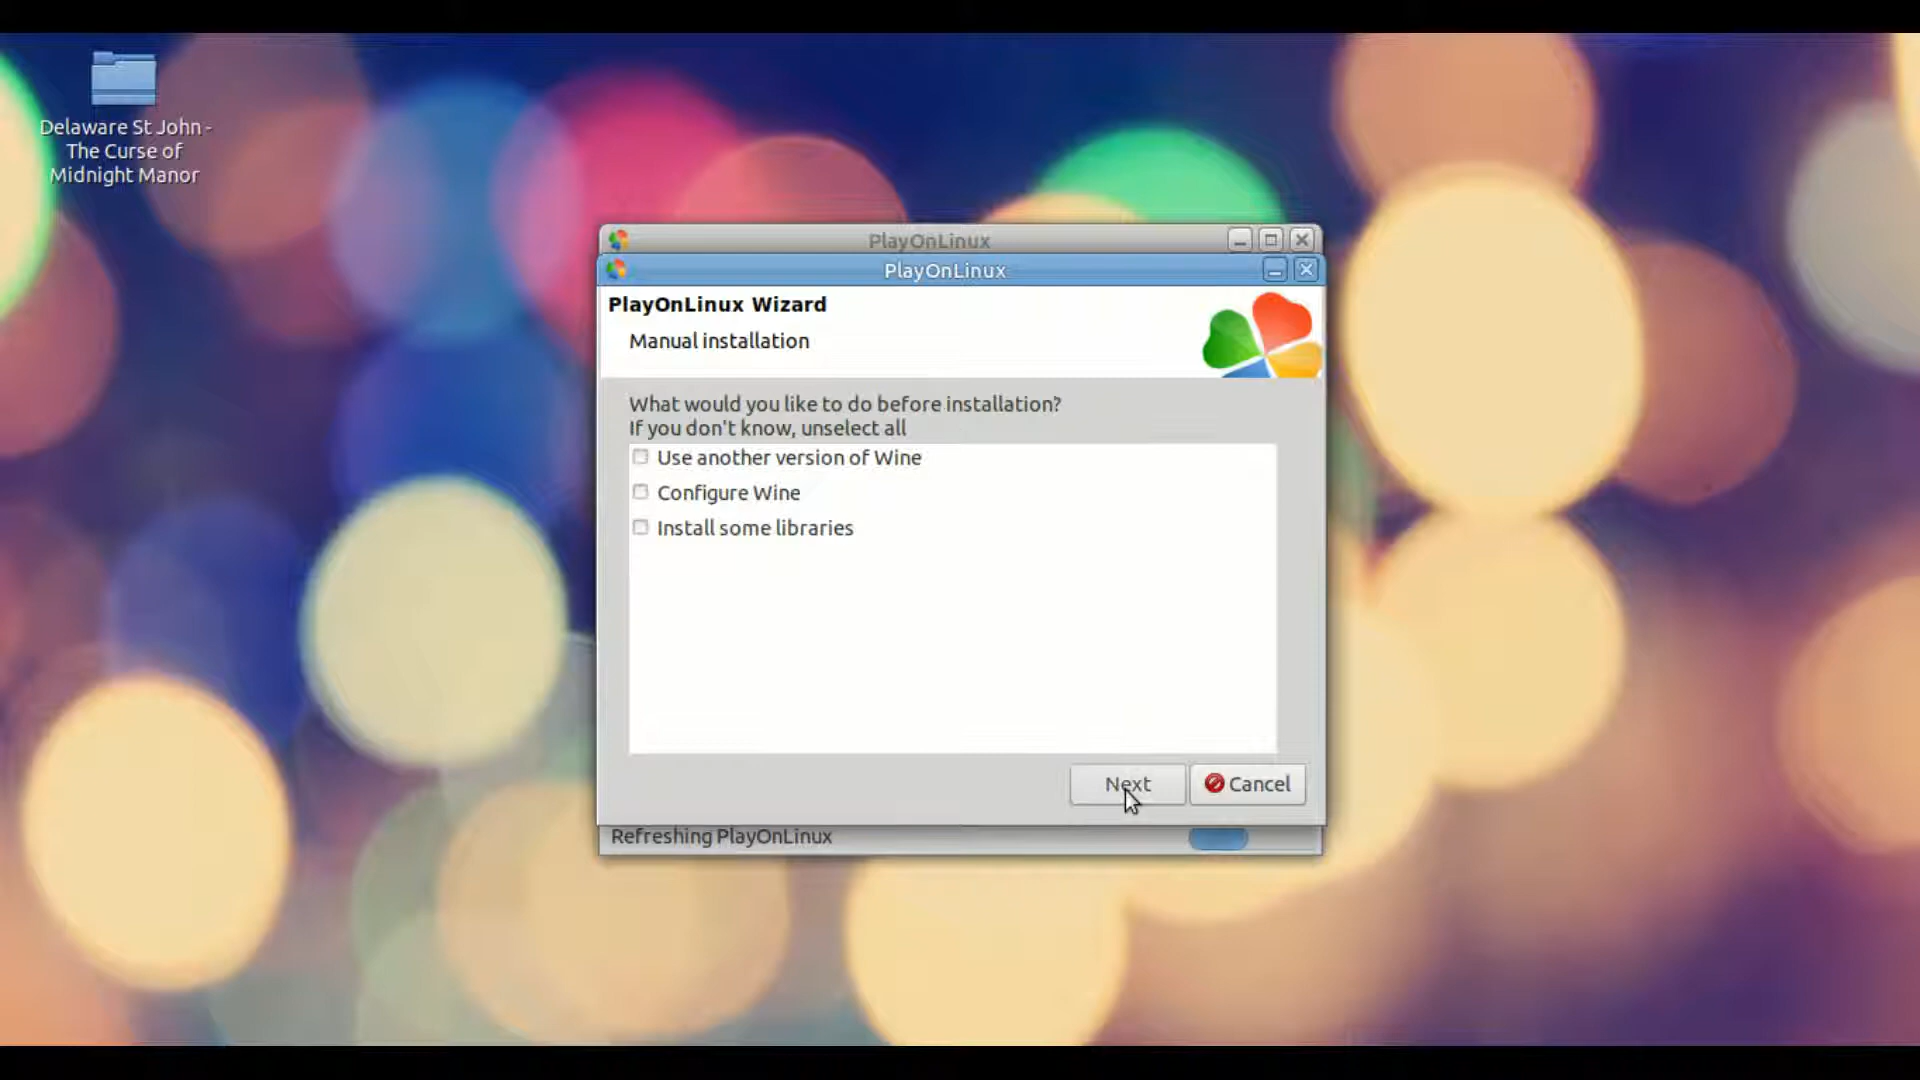 Delaware St John -
The Curse of
Midnight Manor
PlayOnLinux
PlayOnLinux
PlayOnLinux Wizard
Manual installation
What would you like to do before installation?
If you don't know, unselect all
Use another version of Wine
Configure Wine
Install some libraries
Next
Cancel
Refreshing PlayOnLinux